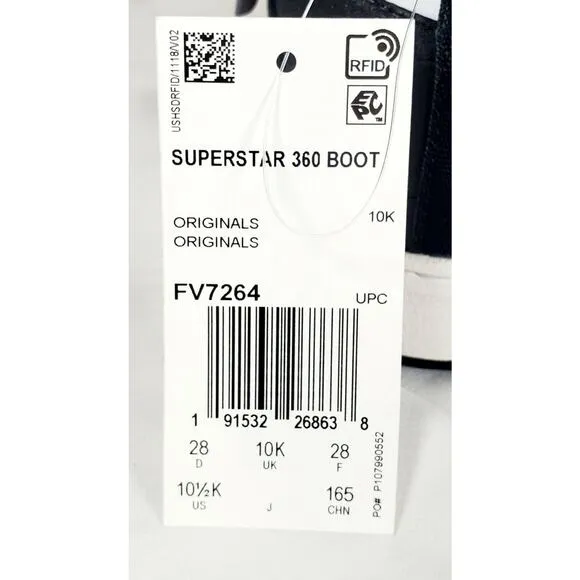 USHSDRFID/1118/V02
RFID
EPC™
SUPERSTAR 360 BOOT
ORIGINALS 10K
ORIGINALS
FV7264 UPC
1 91532 26863 8
28 10K 28
D UK F
10½K 165
US J CHN
PO# P107990552